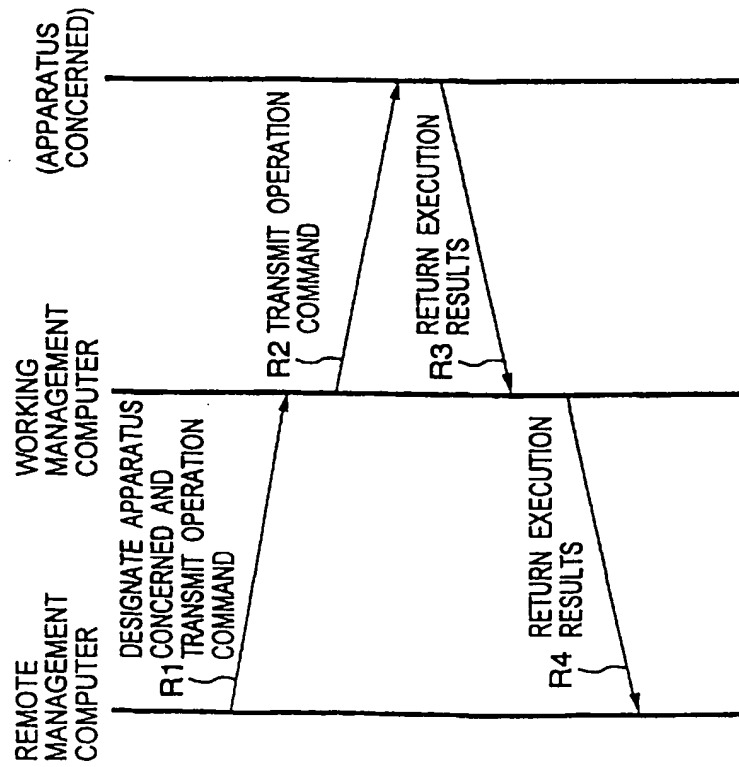 REMOTE
MANAGEMENT
COMPUTER
WORKING
MANAGEMENT
COMPUTER
(APPARATUS
CONCERNED)
DESIGNATE APPARATUS
CONCERNED AND
TRANSMIT OPERATION
COMMAND
R1
R2 TRANSMIT OPERATION
COMMAND
RETURN EXECUTION
RESULTS
R3
RETURN EXECUTION
RESULTS
R4